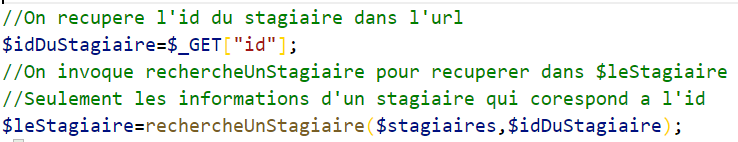 //On recupere l'id du stagiaire dans l'url
$idDuStagiaire=$_GET["id"];
//On invoque rechercheUnStagiaire pour recuperer dans $leStagiaire
//Seulement les informations d'un stagiaire qui corespond a l'id
$leStagiaire=rechercheUnStagiaire($stagiaires,$idDuStagiaire);